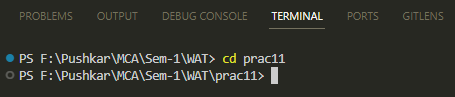 PROBLEMS OUTPUT DEBUG CONSOLE TERMINAL PORTS GITLENS
PS F:\Pushkar\MCA\Sem-1\WAT> cd prac11
PS F:\Pushkar\MCA\Sem-1\WAT\prac11>